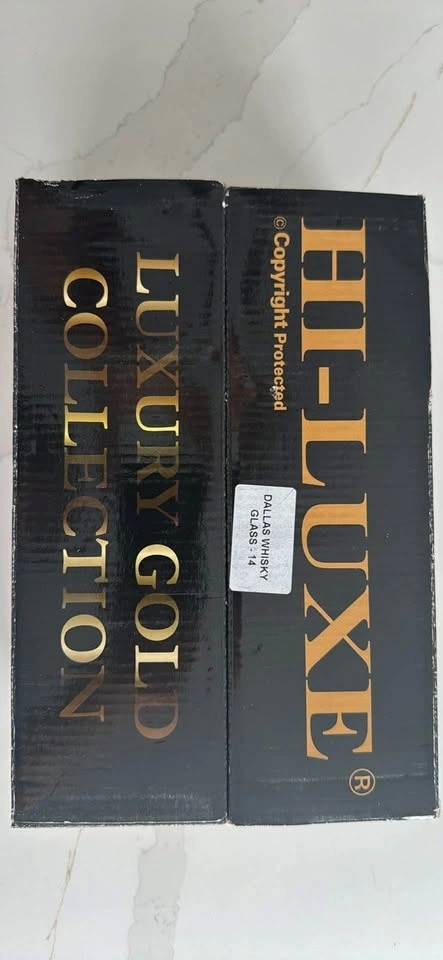 HI-LUXE®
© Copyright Protected
DALLAS WHISKY
GLASS - 14
LUXURY GOLD
COLLECTION